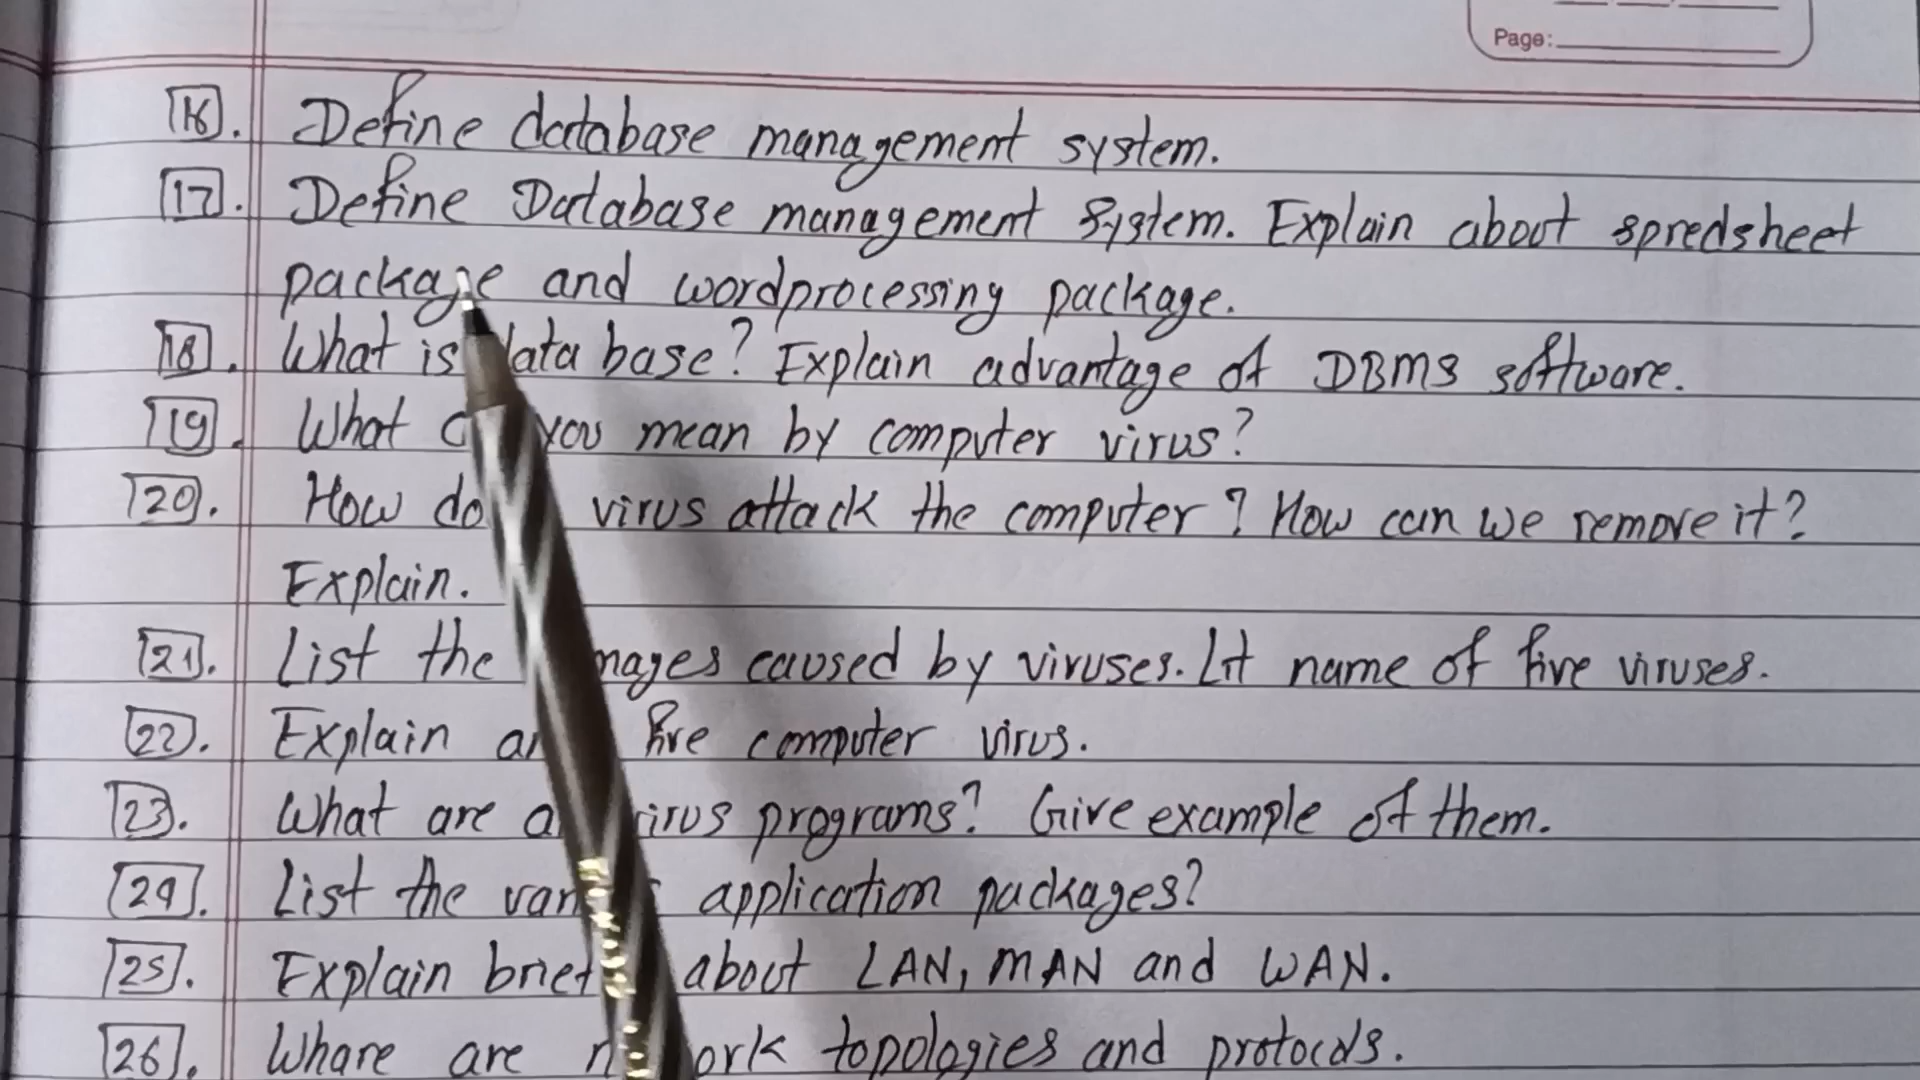 Page:
16. Define database management system.
17. Define Database management System. Explain about spredsheet
package and wordprocessing package.
18. What is data base? Explain advantage of DBMS software.
19. What you mean by computer virus?
20. How do virus attack the computer? How can we remove it?
Explain.
21. List the caused by viruses. Lit name of five viruses.
22. Explain five computer virus.
23. What are programs? Give example of them.
24. List the application packages?
25. Explain about LAN, MAN and WAN.
26. Whare are topologies and protocols.